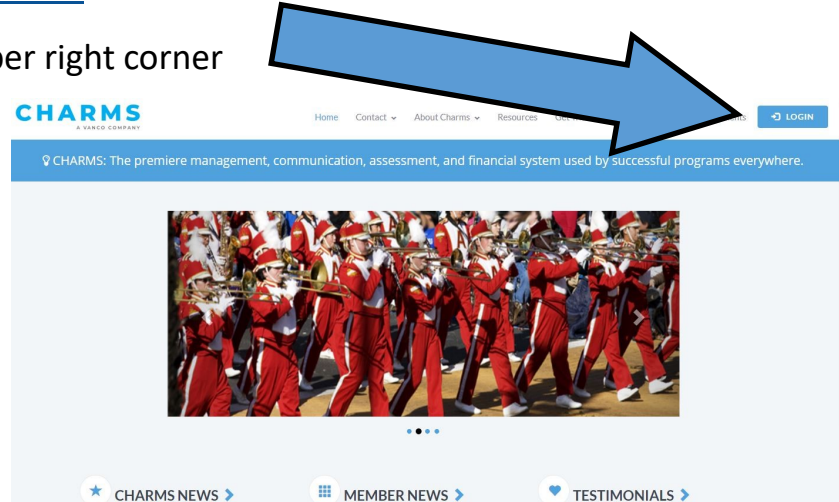 per right corner
CHARMS
A VANCO COMPANY
Home Contact About Charms Resources
LOGIN
CHARMS: The premiere management, communication, assessment, and financial system used by successful programs everywhere.
CHARMS NEWS MEMBER NEWS TESTIMONIALS